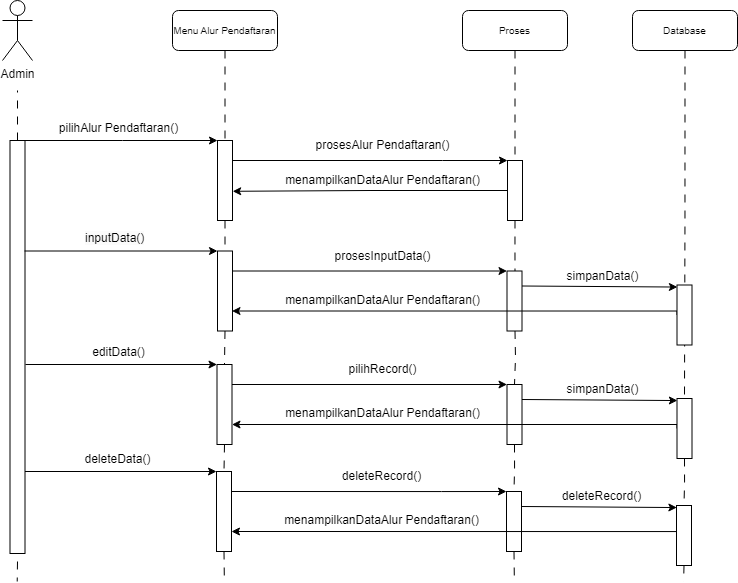 Menu Alur Pendaftaran
Proses
Database
Admin
pilihAlur Pendaftaran()
prosesAlur Pendaftaran()
menampilkanDataAlur Pendaftaran()
inputData()
prosesInputData()
simpanData()
menampilkanDataAlur Pendaftaran()
editData()
pilihRecord()
simpanData()
menampilkanDataAlur Pendaftaran()
deleteData()
deleteRecord()
deleteRecord()
menampilkanDataAlur Pendaftaran()